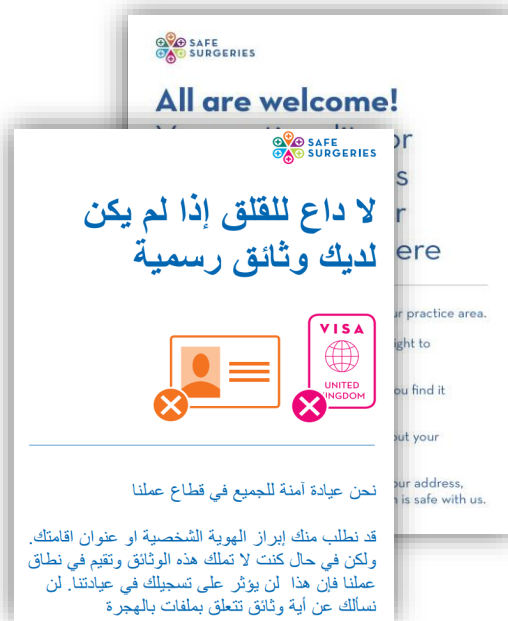 SAFE
SURGERIES
All are welcome!
or
s
r
ere
ur practice area.
ight to
ou find it
out your
our address,
n is safe with us.
SAFE
SURGERIES
لا داع للقلق إذا لم يكن
لديك وثائق رسمية
VISA
UNITED
KINGDOM
نحن عيادة آمنة للجميع في قطاع عملنا
قد نطلب منك إبراز الهوية الشخصية او عنوان اقامتك.
ولكن في حال كنت لا تملك هذه الوثائق وتقيم في نطاق
عملنا فإن هذا لن يؤثر على تسجيلك في عيادتنا. لن
نسألك عن أية وثائق تتعلق بملفات بالهجرة